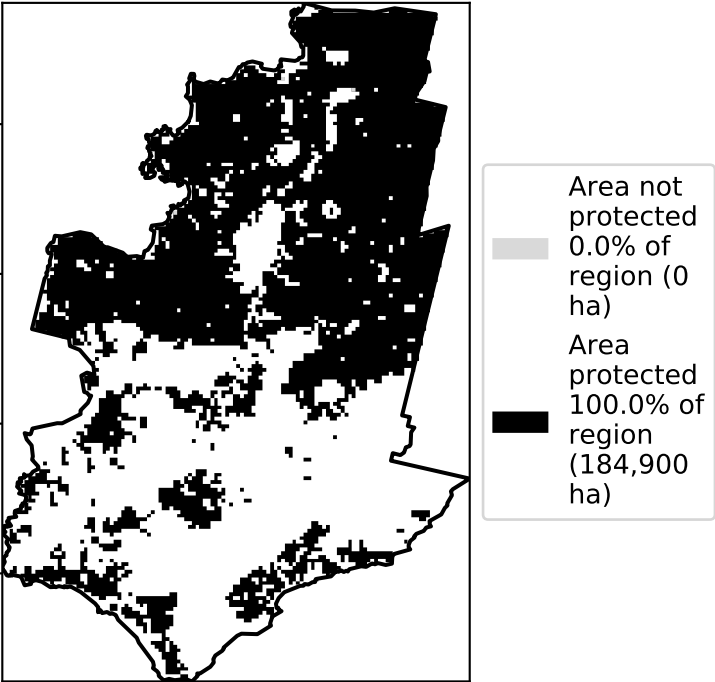 Area not
protected
0.0% of
region (0
ha)
Area
protected
100.0% of
region
(184,900
ha)